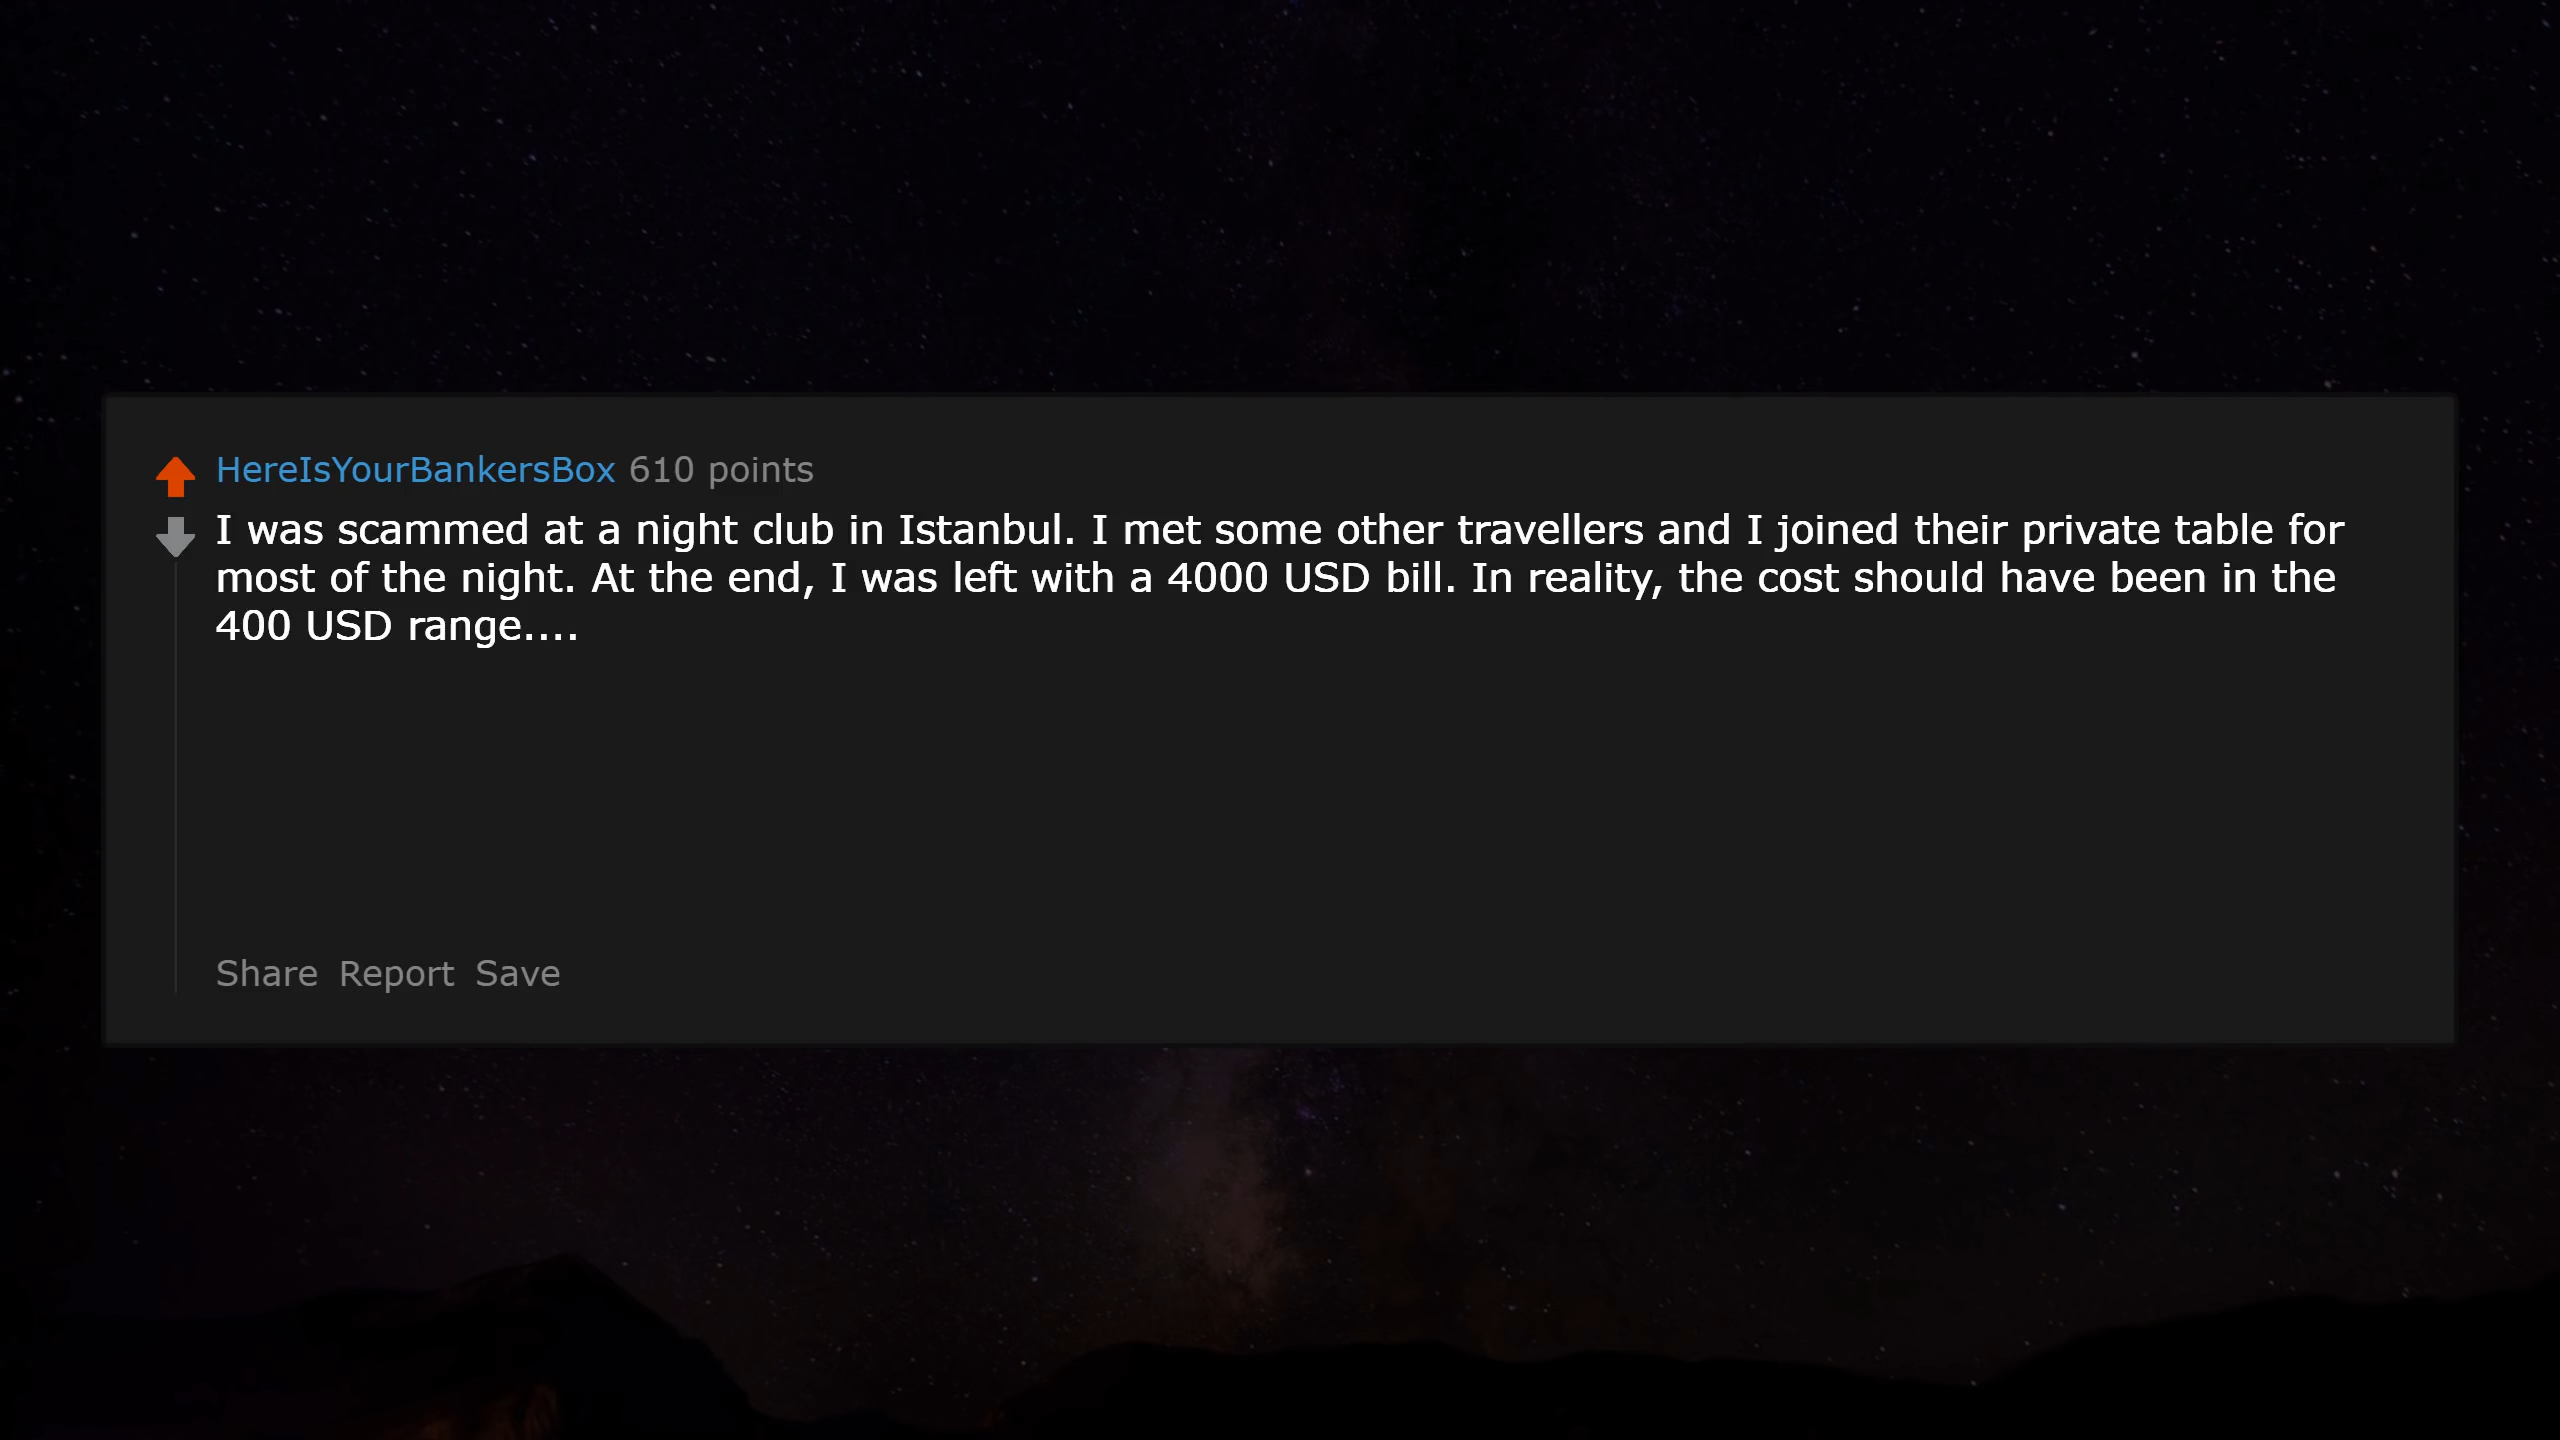 HereIsYourBankersBox 610 points
I was scammed at a night club in Istanbul. I met some other travellers and I joined their private table for
most of the night. At the end, I was left with a 4000 USD bill. In reality, the cost should have been in the
400 USD range....
Share Report Save